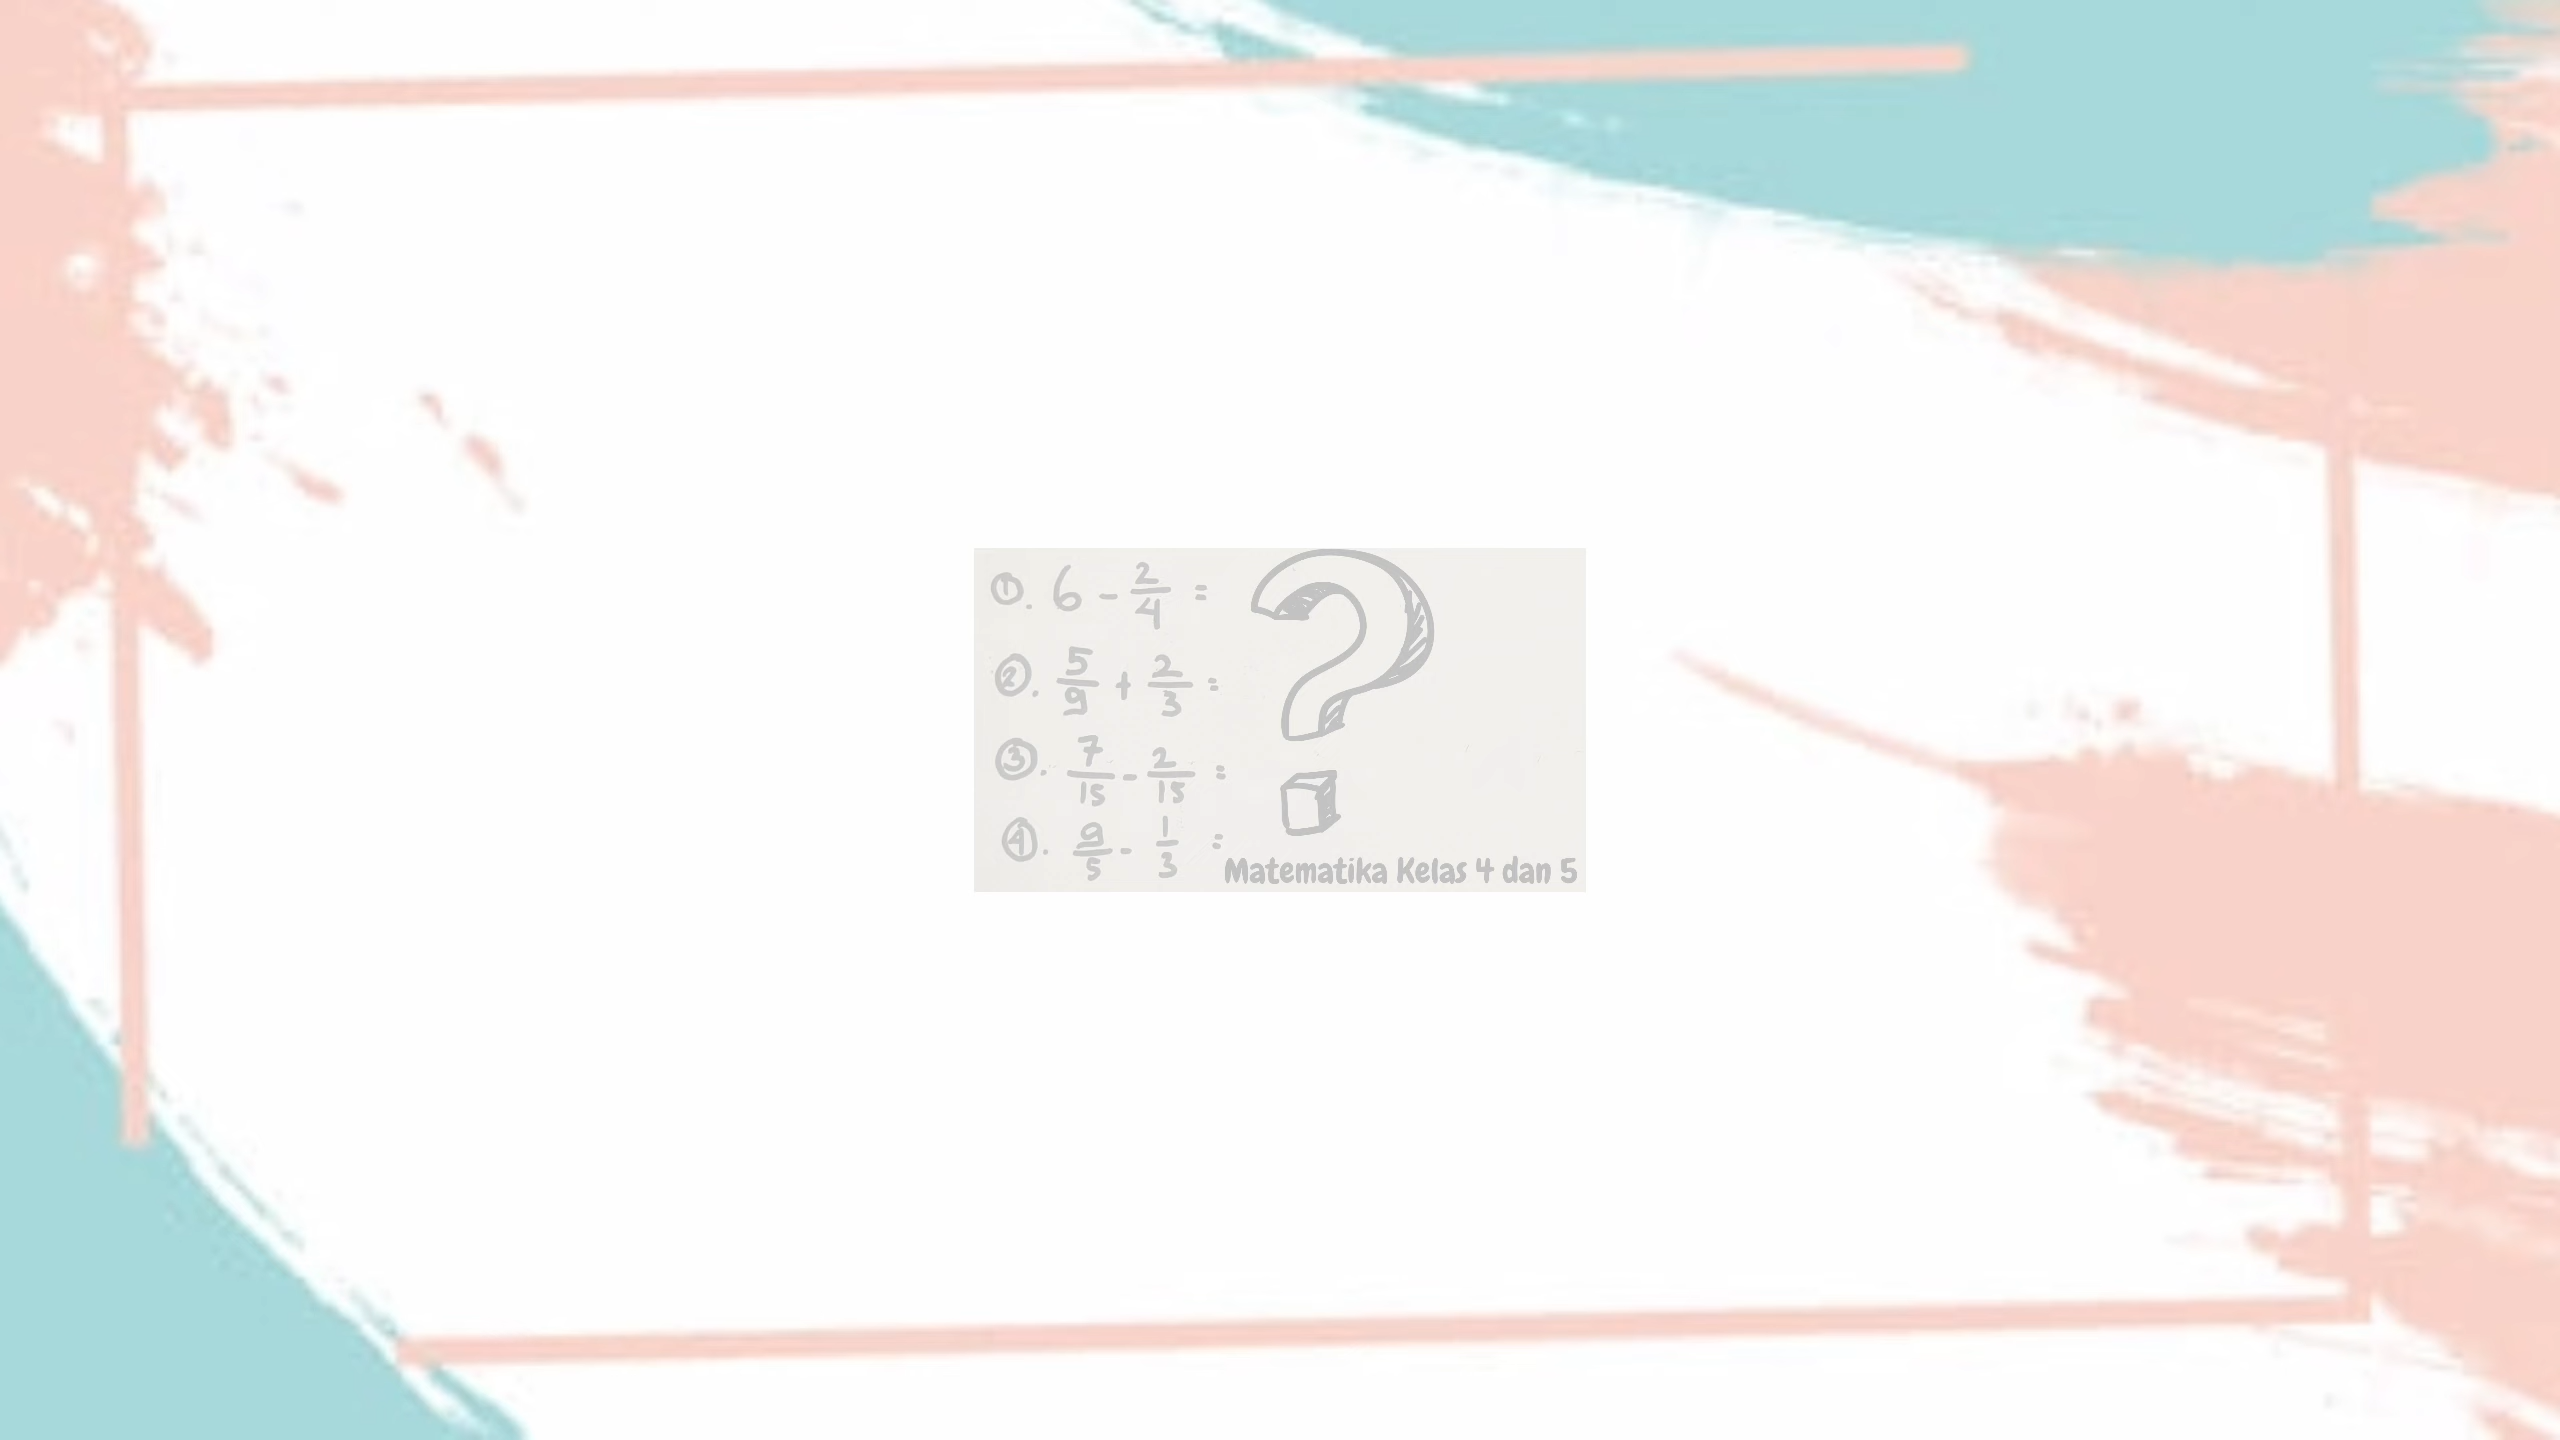 ①. 6 - 2/4 =
②. 5/9 + 2/3 =
③. 7/15 - 2/15 =
④. 9/5 - 1/3 =
?
Matematika Kelas 4 dan 5